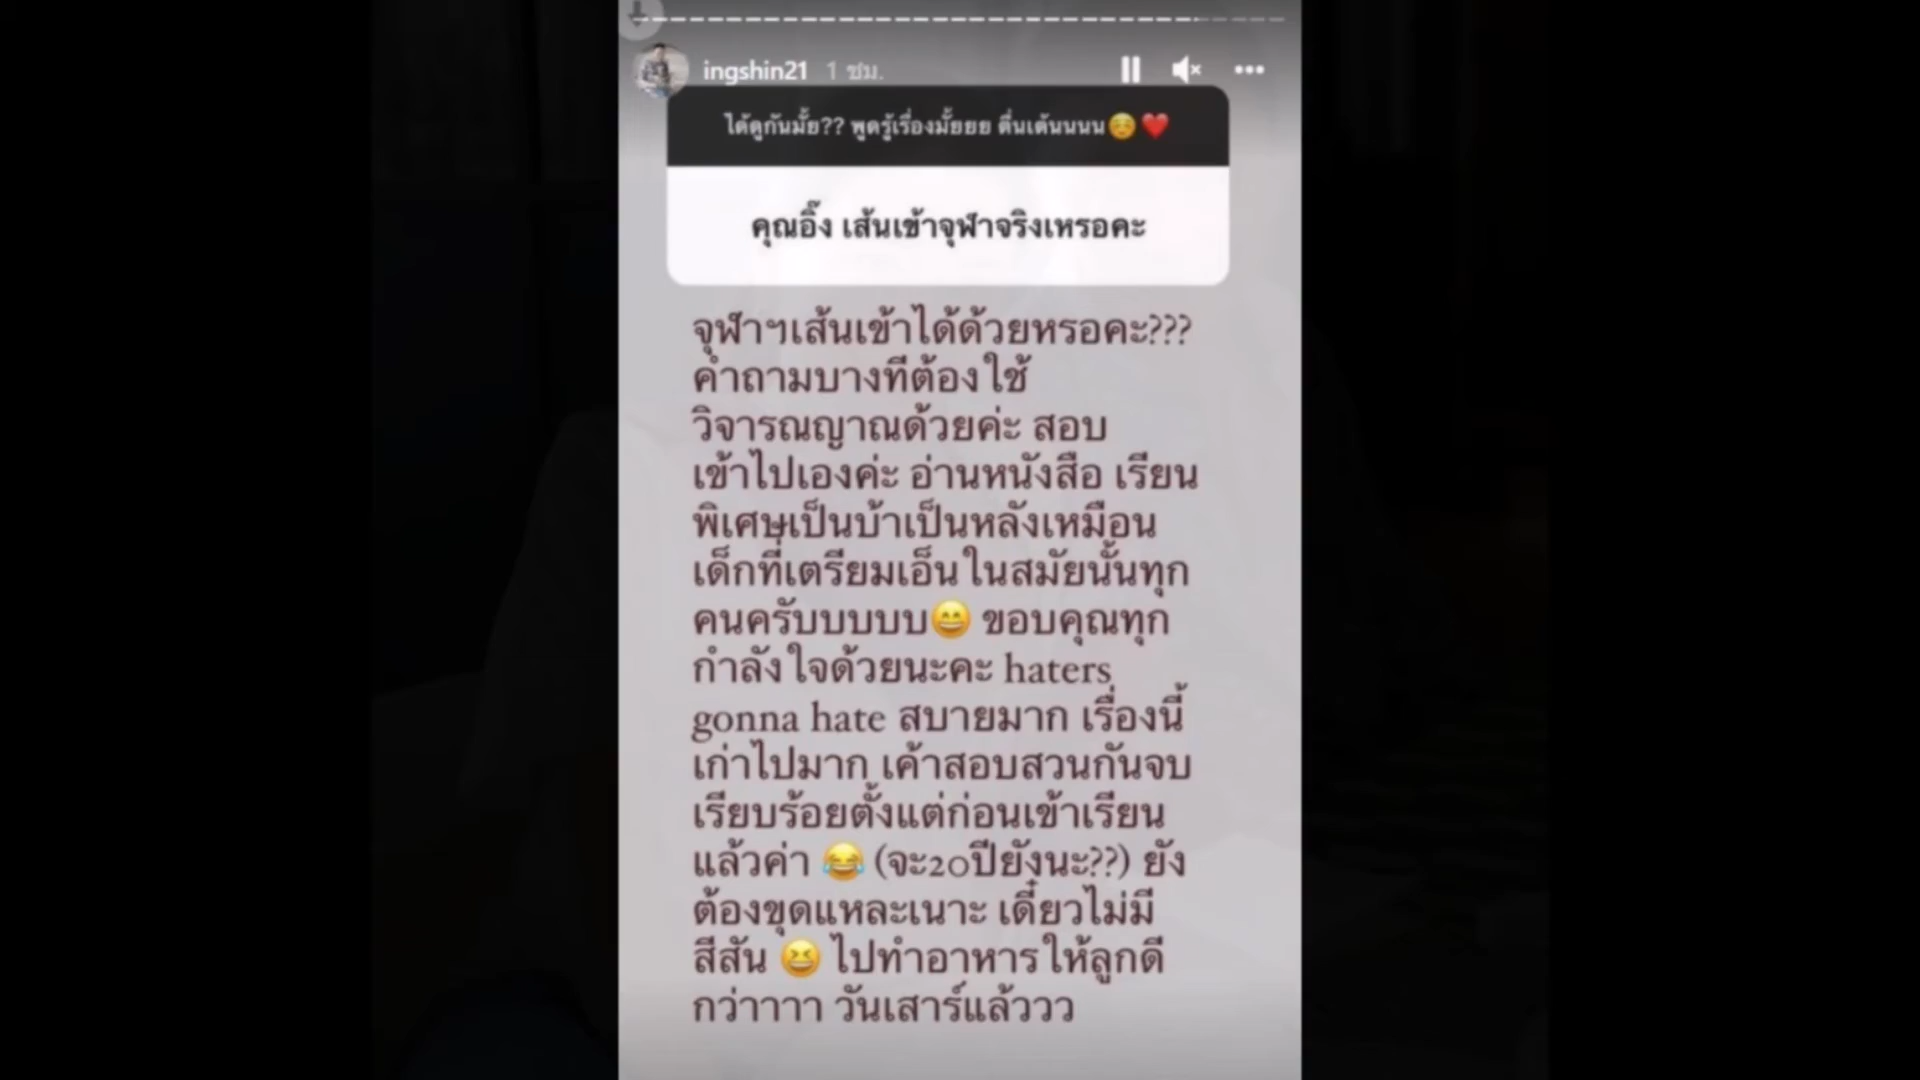 ingshin21 1 ชม.
ได้ดูกันมั้ย?? พูดรู้เรื่องมั้ยยย ตื่นเต้นนนน☺️❤️
คุณอิ๊ง เส้นเข้าจุฬาจริงเหรอคะ
จุฬาฯเส้นเข้าได้ด้วยหรอคะ???
คำถามบางทีต้องใช้
วิจารณญาณด้วยค่ะ สอบ
เข้าไปเองค่ะ อ่านหนังสือ เรียน
พิเศษเป็นบ้าเป็นหลังเหมือน
เด็กที่เตรียมเอ็นในสมัยนั้นทุก
คนครับบบบบ😄 ขอบคุณทุก
กำลังใจด้วยนะคะ haters
gonna hate สบายมาก เรื่องนี้
เก่าไปมาก เค้าสอบสวนกันจบ
เรียบร้อยตั้งแต่ก่อนเข้าเรียน
แล้วค่า 😂 (จะ20ปียังนะ??) ยัง
ต้องขุดแหละเนาะ เดี๋ยวไม่มี
สีสัน 😆 ไปทำอาหารให้ลูกดี
กว่าาาา วันเสาร์แล้ววว